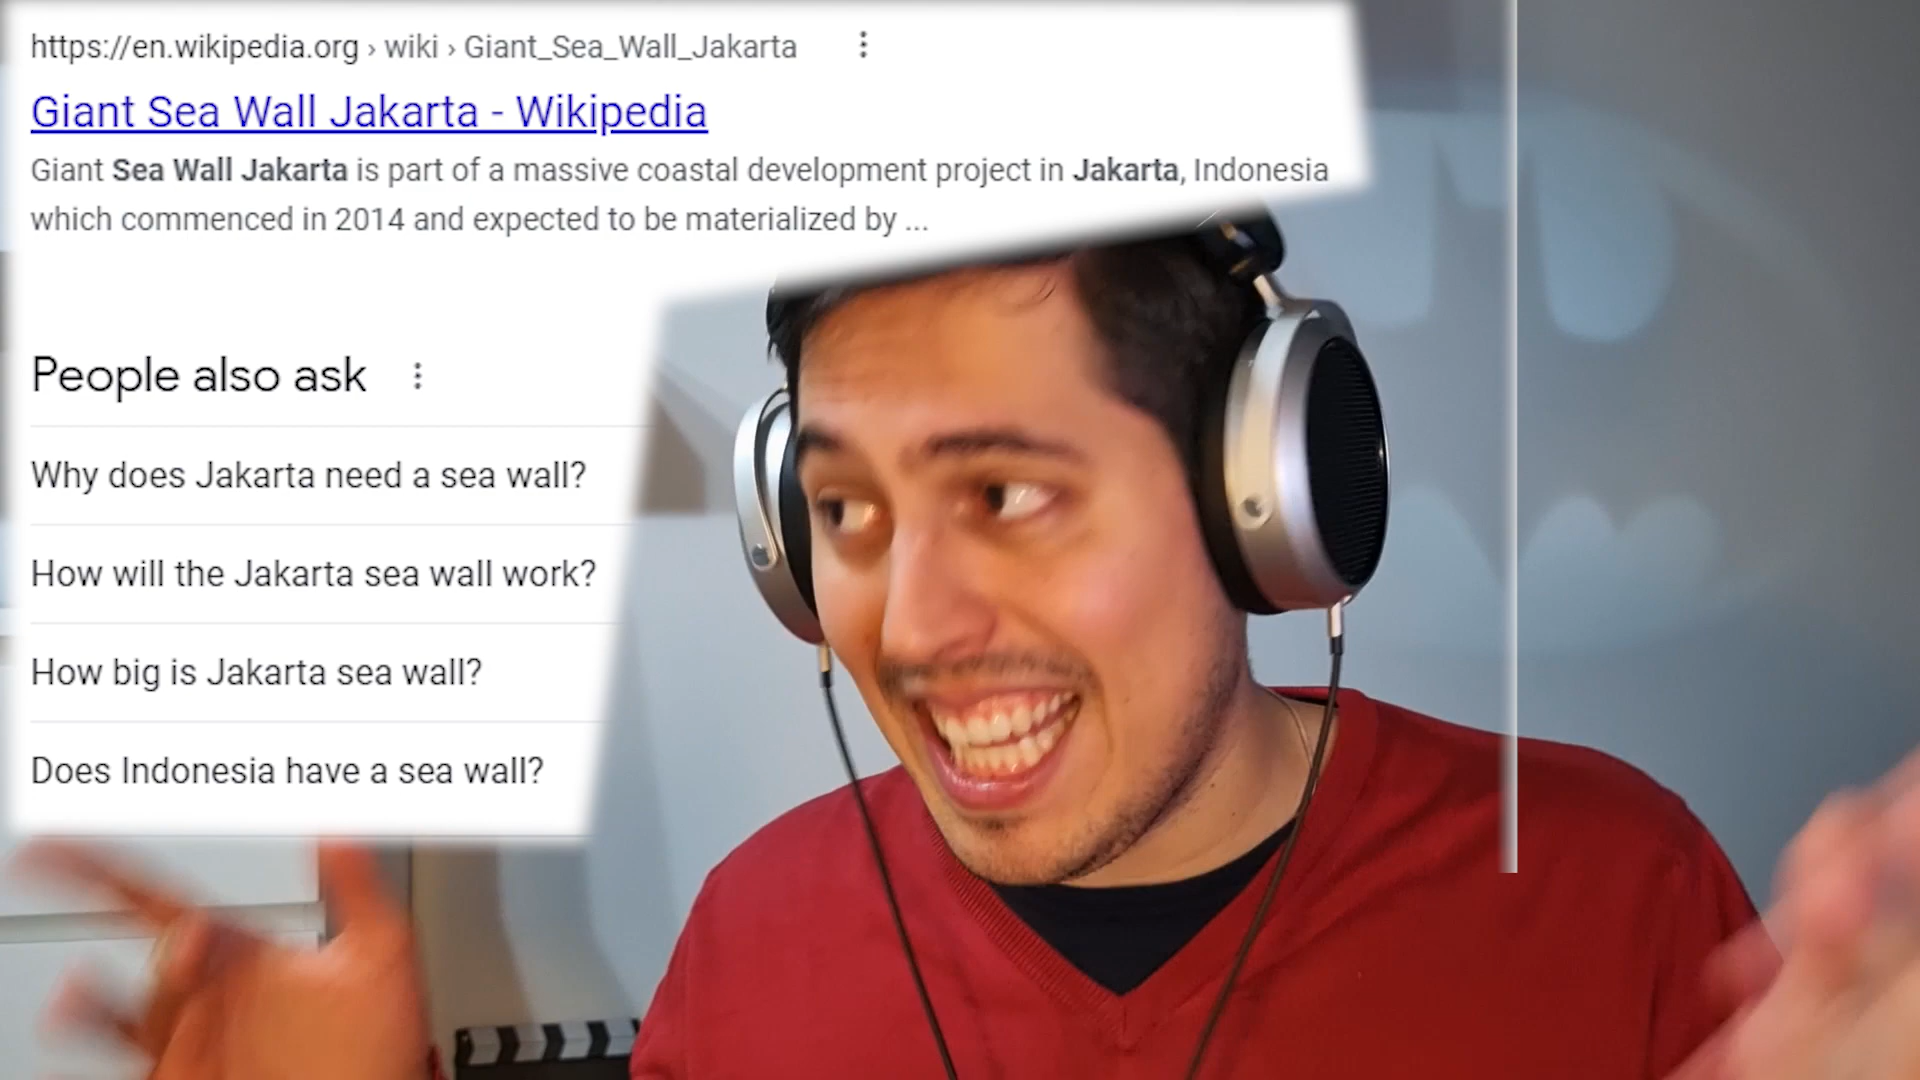 https://en.wikipedia.org › wiki › Giant_Sea_Wall_Jakarta
Giant Sea Wall Jakarta - Wikipedia
Giant Sea Wall Jakarta is part of a massive coastal development project in Jakarta, Indonesia
which commenced in 2014 and expected to be materialized by ...
People also ask
Why does Jakarta need a sea wall?
How will the Jakarta sea wall work?
How big is Jakarta sea wall?
Does Indonesia have a sea wall?